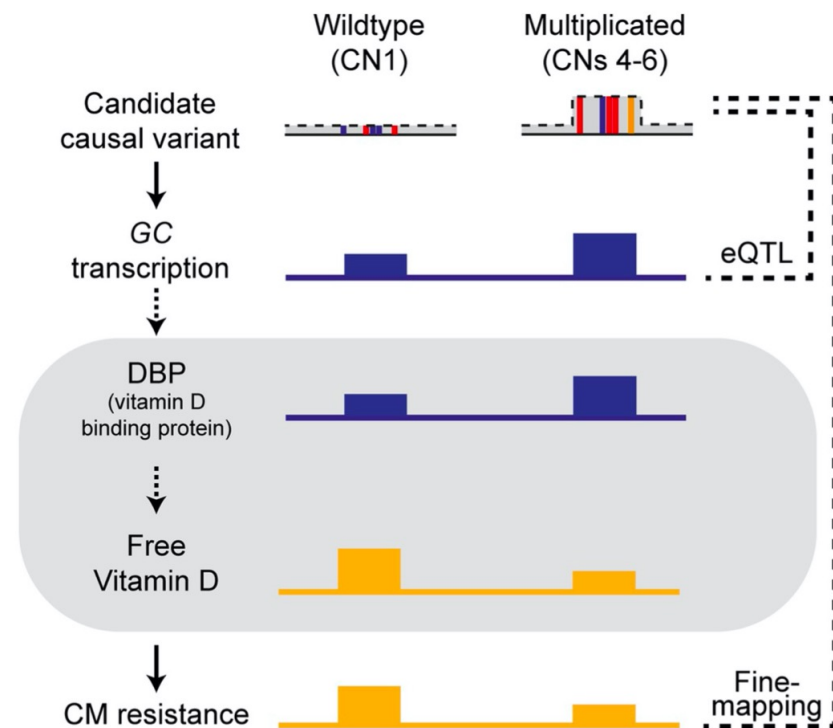 Wildtype
(CN1)
Multiplicated
(CNs 4-6)
Candidate
causal variant
GC
transcription
eQTL
DBP
(vitamin D
binding protein)
Free
Vitamin D
CM resistance
Fine-
mapping